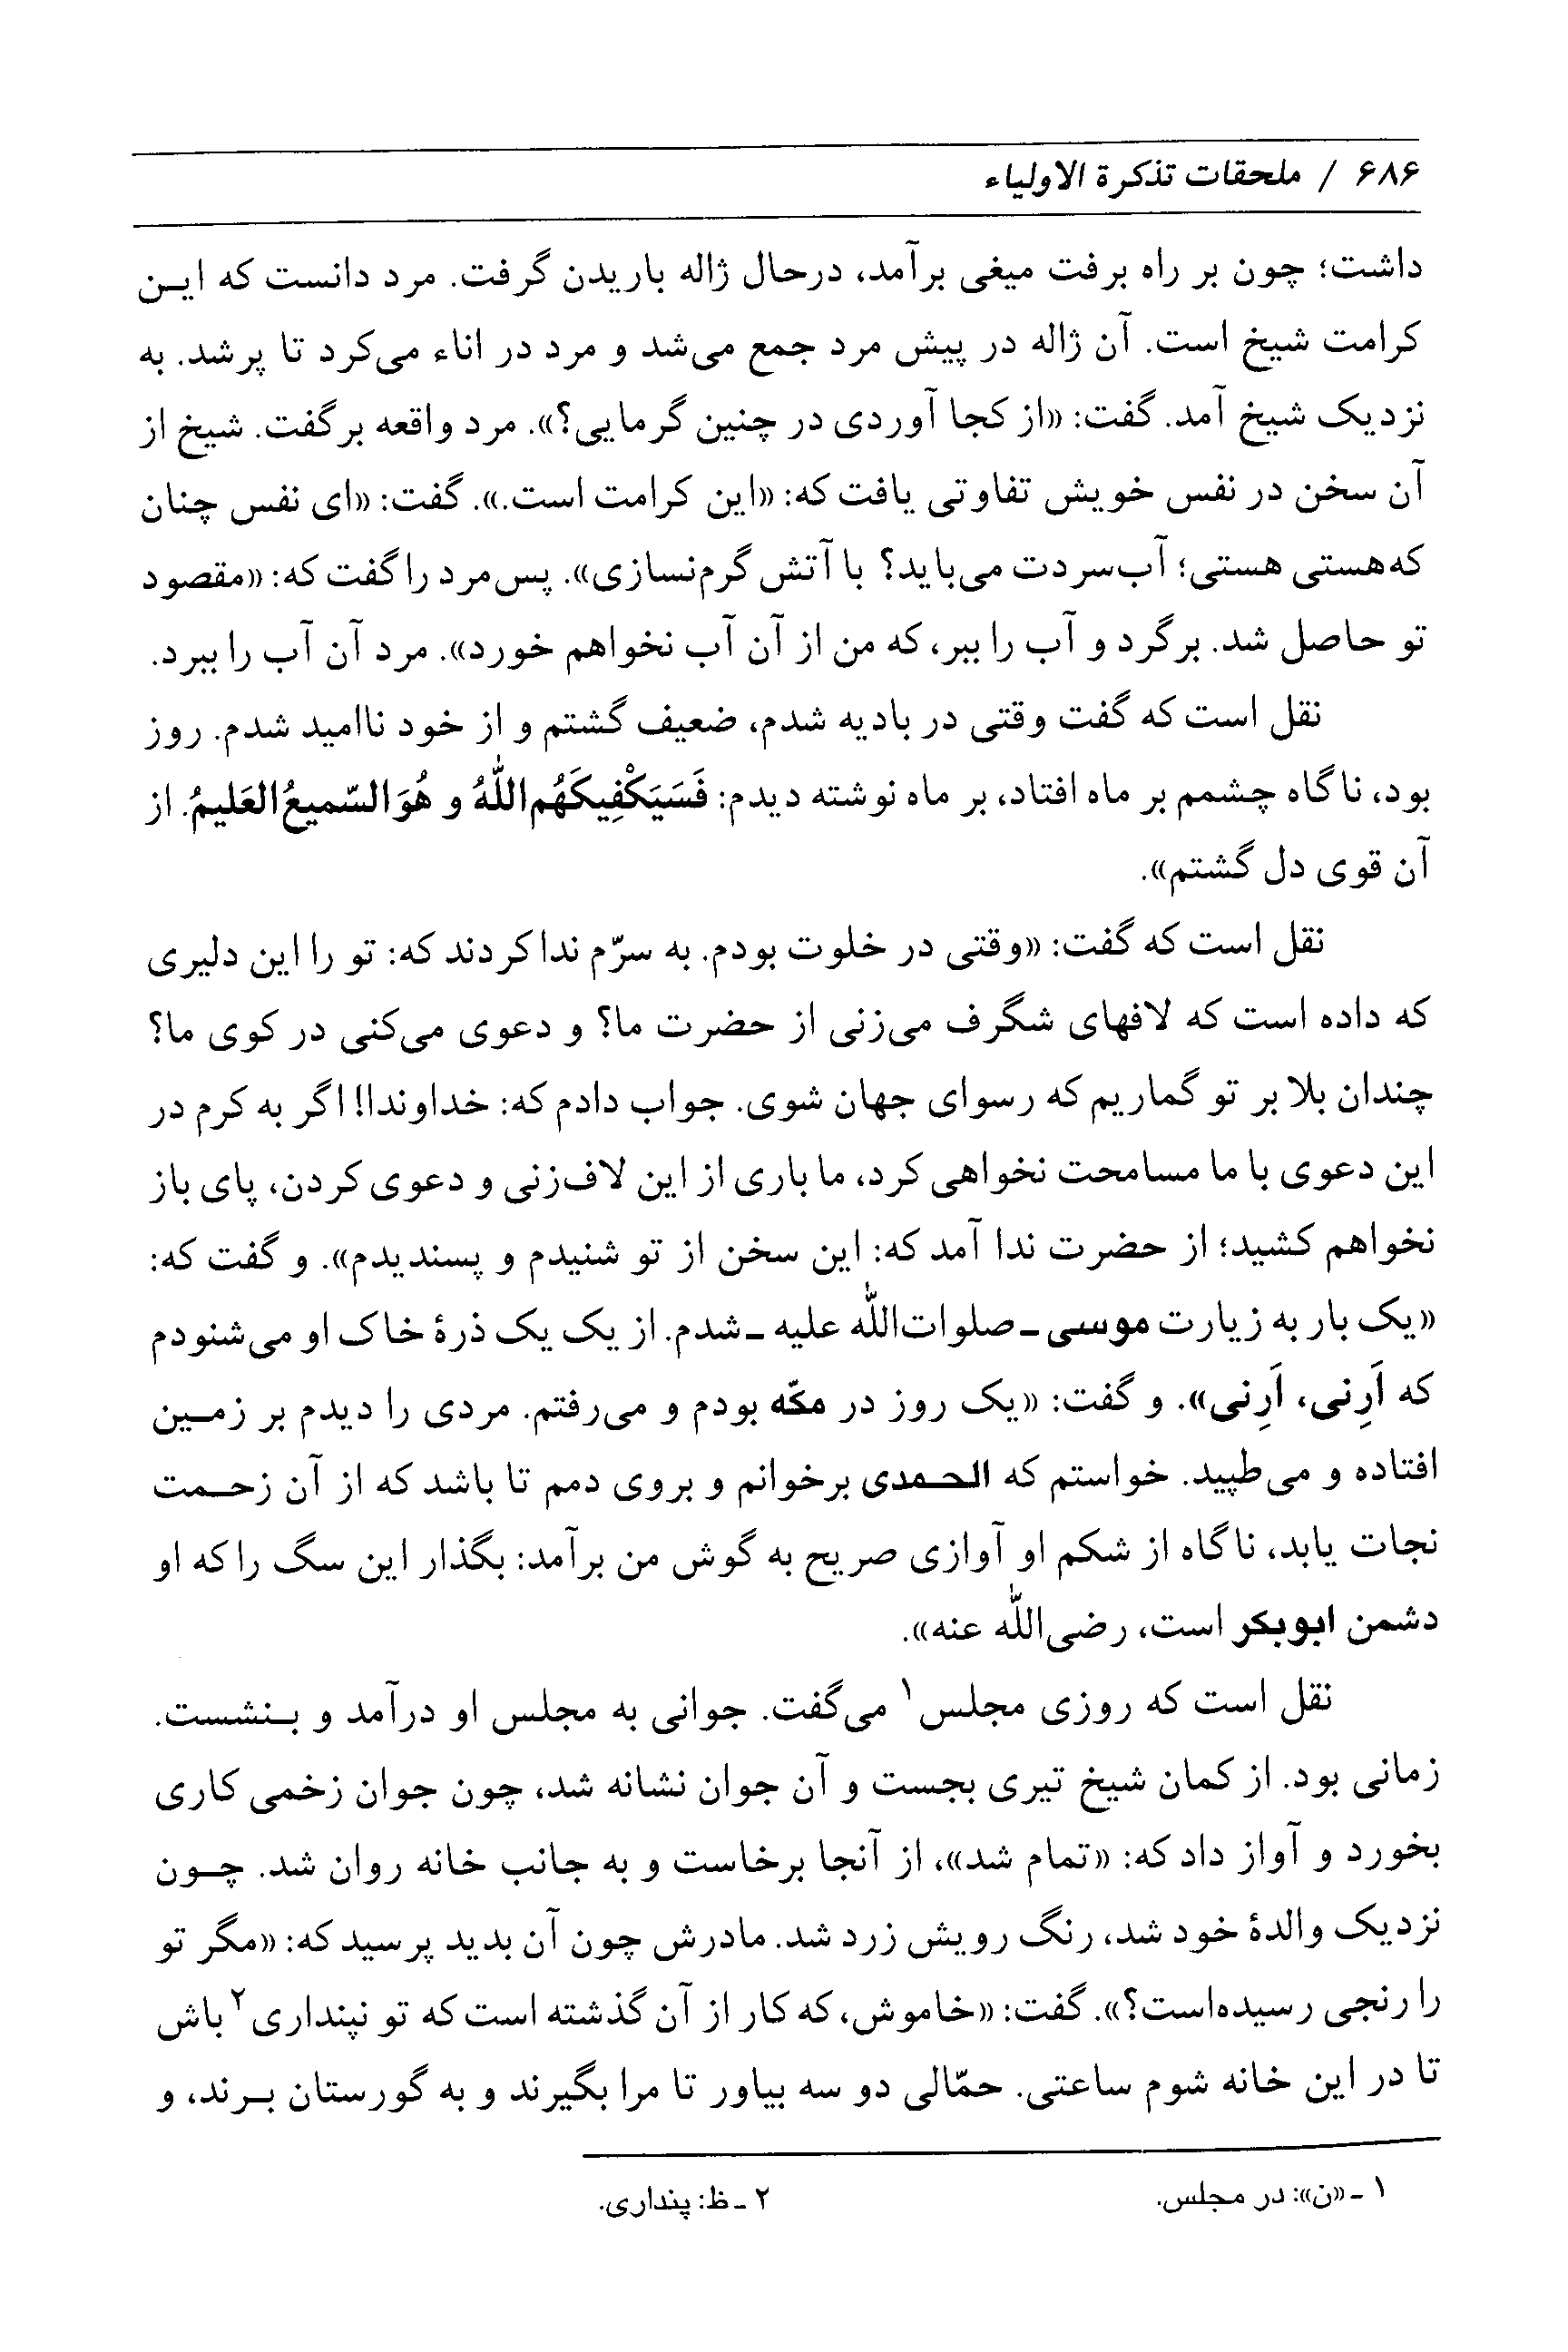 ۶۸۶ / ملحقات تذکرة الاولیاء
داشت؛ چون بر راه برفت میغی برآمد، درحال ژاله باریدن گرفت. مرد دانست که ایـن
کرامت شیخ است. آن ژاله در پیش مرد جمع می‌شد و مرد در اناء می‌کرد تا پرشد. به
نزدیک شیخ آمد. گفت: «از کجا آوردی در چنین گرمایی؟». مرد واقعه برگفت. شیخ از
آن سخن در نفس خویش تفاوتی یافت که: «این کرامت است.». گفت: «ای نفس چنان
که هستی هستی؛ آب سردت می‌باید؟ با آتش گرم نسازی». پس مرد را گفت که: «مقصود
تو حاصل شد. برگرد و آب را ببر، که من از آن آب نخواهم خورد». مرد آن آب را ببرد.
نقل است که گفت وقتی در بادیه شدم، ضعیف گشتم و از خود ناامید شدم. روز
بود، ناگاه چشمم بر ماه افتاد، بر ماه نوشته دیدم: فَسَیَکْفِیکَهُم اللّٰهُ و هُوَ السّمیعُ العَلیمُ. از
آن قوی دل گشتم».
نقل است که گفت: «وقتی در خلوت بودم. به سرّم ندا کردند که: تو را این دلیری
که داده است که لافهای شگرف می‌زنی از حضرت ما؟ و دعوی می‌کنی در کوی ما؟
چندان بلا بر تو گماریم که رسوای جهان شوی. جواب دادم که: خداوندا! اگر به کرم در
این دعوی با ما مسامحت نخواهی کرد، ما باری از این لاف‌زنی و دعوی کردن، پای باز
نخواهم کشید؛ از حضرت ندا آمد که: این سخن از تو شنیدم و پسندیدم». و گفت که:
«یک بار به زیارت موسی ـ صلوات‌اللّٰه علیه ـ شدم. از یک یک ذرهٔ خاک او می‌شنودم
که اَرِنی، اَرِنی». و گفت: «یک روز در مکّه بودم و می‌رفتم. مردی را دیدم بر زمـین
افتاده و می‌طپید. خواستم که الحـمدی برخوانم و بروی دمم تا باشد که از آن زحـمت
نجات یابد، ناگاه از شکم او آوازی صریح به گوش من برآمد: بگذار این سگ را که او
دشمن ابوبکر است، رضی‌اللّٰه عنه».
نقل است که روزی مجلس۱ می‌گفت. جوانی به مجلس او درآمد و بـنشست.
زمانی بود. از کمان شیخ تیری بجست و آن جوان نشانه شد، چون جوان زخمی کاری
بخورد و آواز داد که: «تمام شد»، از آنجا برخاست و به جانب خانه روان شد. چـون
نزدیک والدهٔ خود شد، رنگ رویش زرد شد. مادرش چون آن بدید پرسید که: «مگر تو
را رنجی رسیده‌است؟». گفت: «خاموش، که کار از آن گذشته است که تو نپنداری۲ باش
تا در این خانه شوم ساعتی. حمّالی دو سه بیاور تا مرا بگیرند و به گورستان بـرند، و
۱ ـ «ن»: در مجلس.
۲ ـ ظ: پنداری.